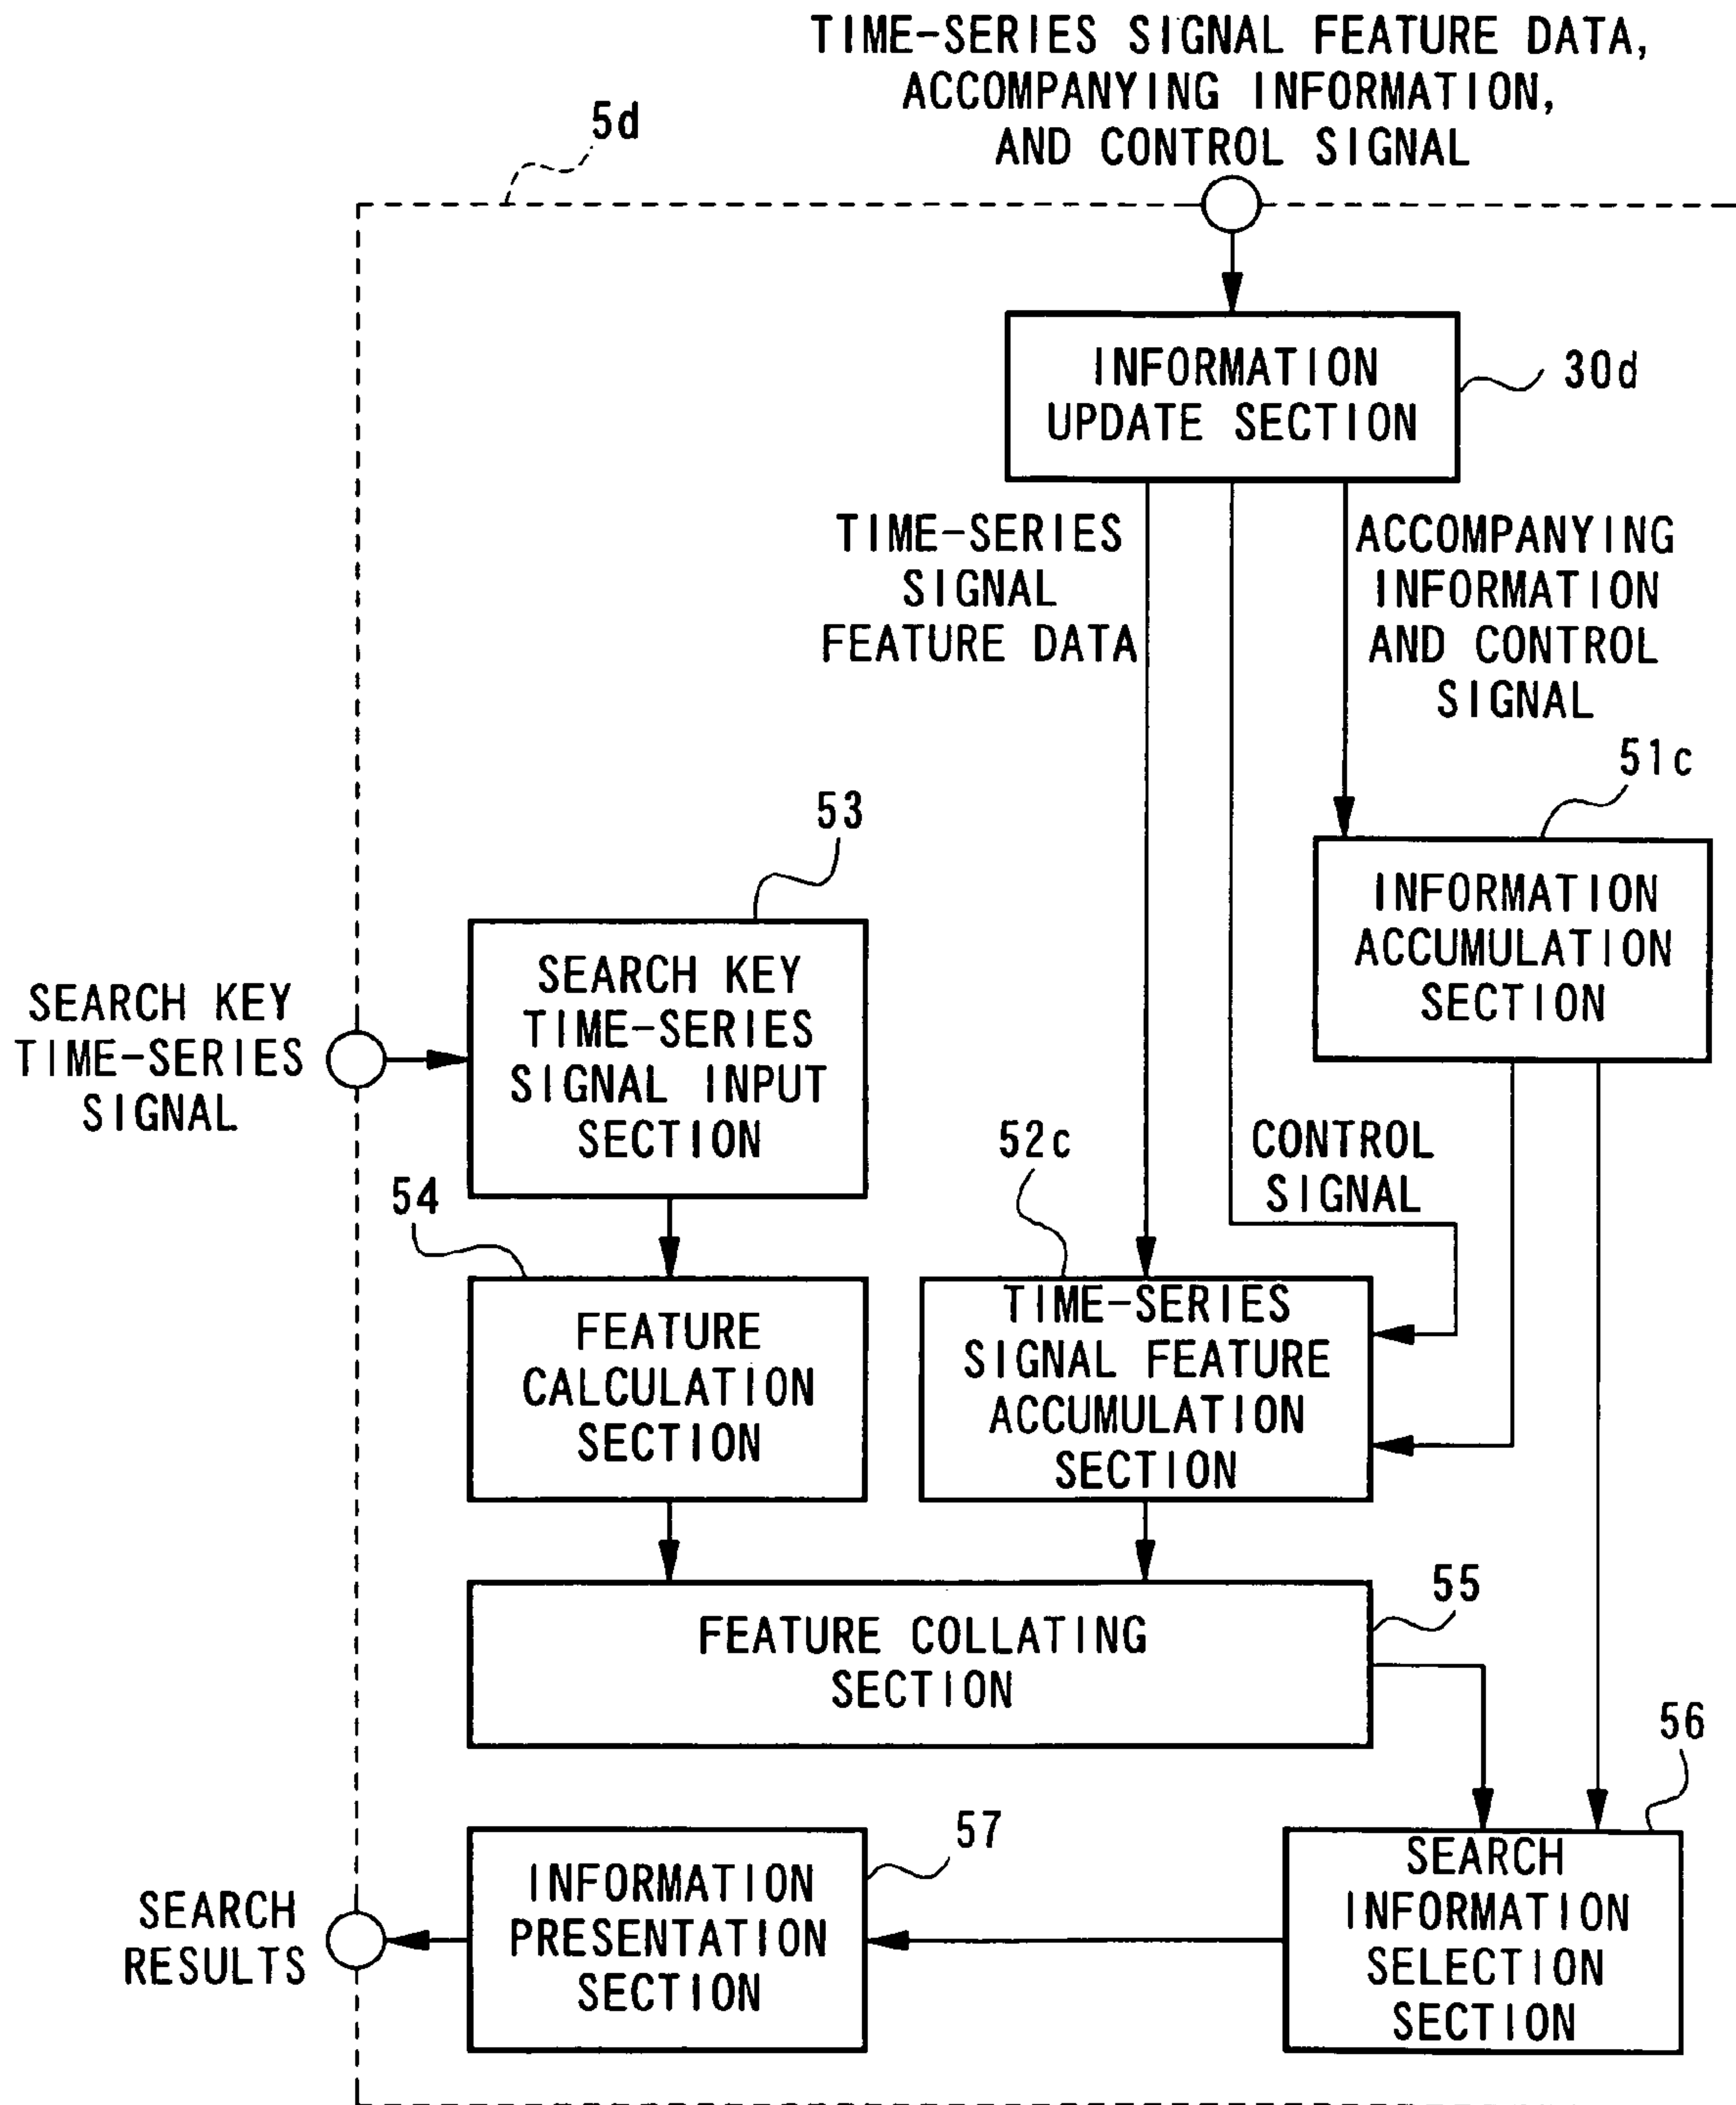 TIME-SERIES SIGNAL FEATURE DATA,
ACCOMPANYING INFORMATION,
AND CONTROL SIGNAL
5d
INFORMATION
UPDATE SECTION
30d
TIME-SERIES
SIGNAL
FEATURE DATA
ACCOMPANYING
INFORMATION
AND CONTROL
SIGNAL
51c
INFORMATION
ACCUMULATION
SECTION
53
SEARCH KEY
TIME-SERIES
SIGNAL
SEARCH KEY
TIME-SERIES
SIGNAL INPUT
SECTION
CONTROL
SIGNAL
52c
54
FEATURE
CALCULATION
SECTION
TIME-SERIES
SIGNAL FEATURE
ACCUMULATION
SECTION
55
FEATURE COLLATING
SECTION
56
57
SEARCH
RESULTS
INFORMATION
PRESENTATION
SECTION
SEARCH
INFORMATION
SELECTION
SECTION